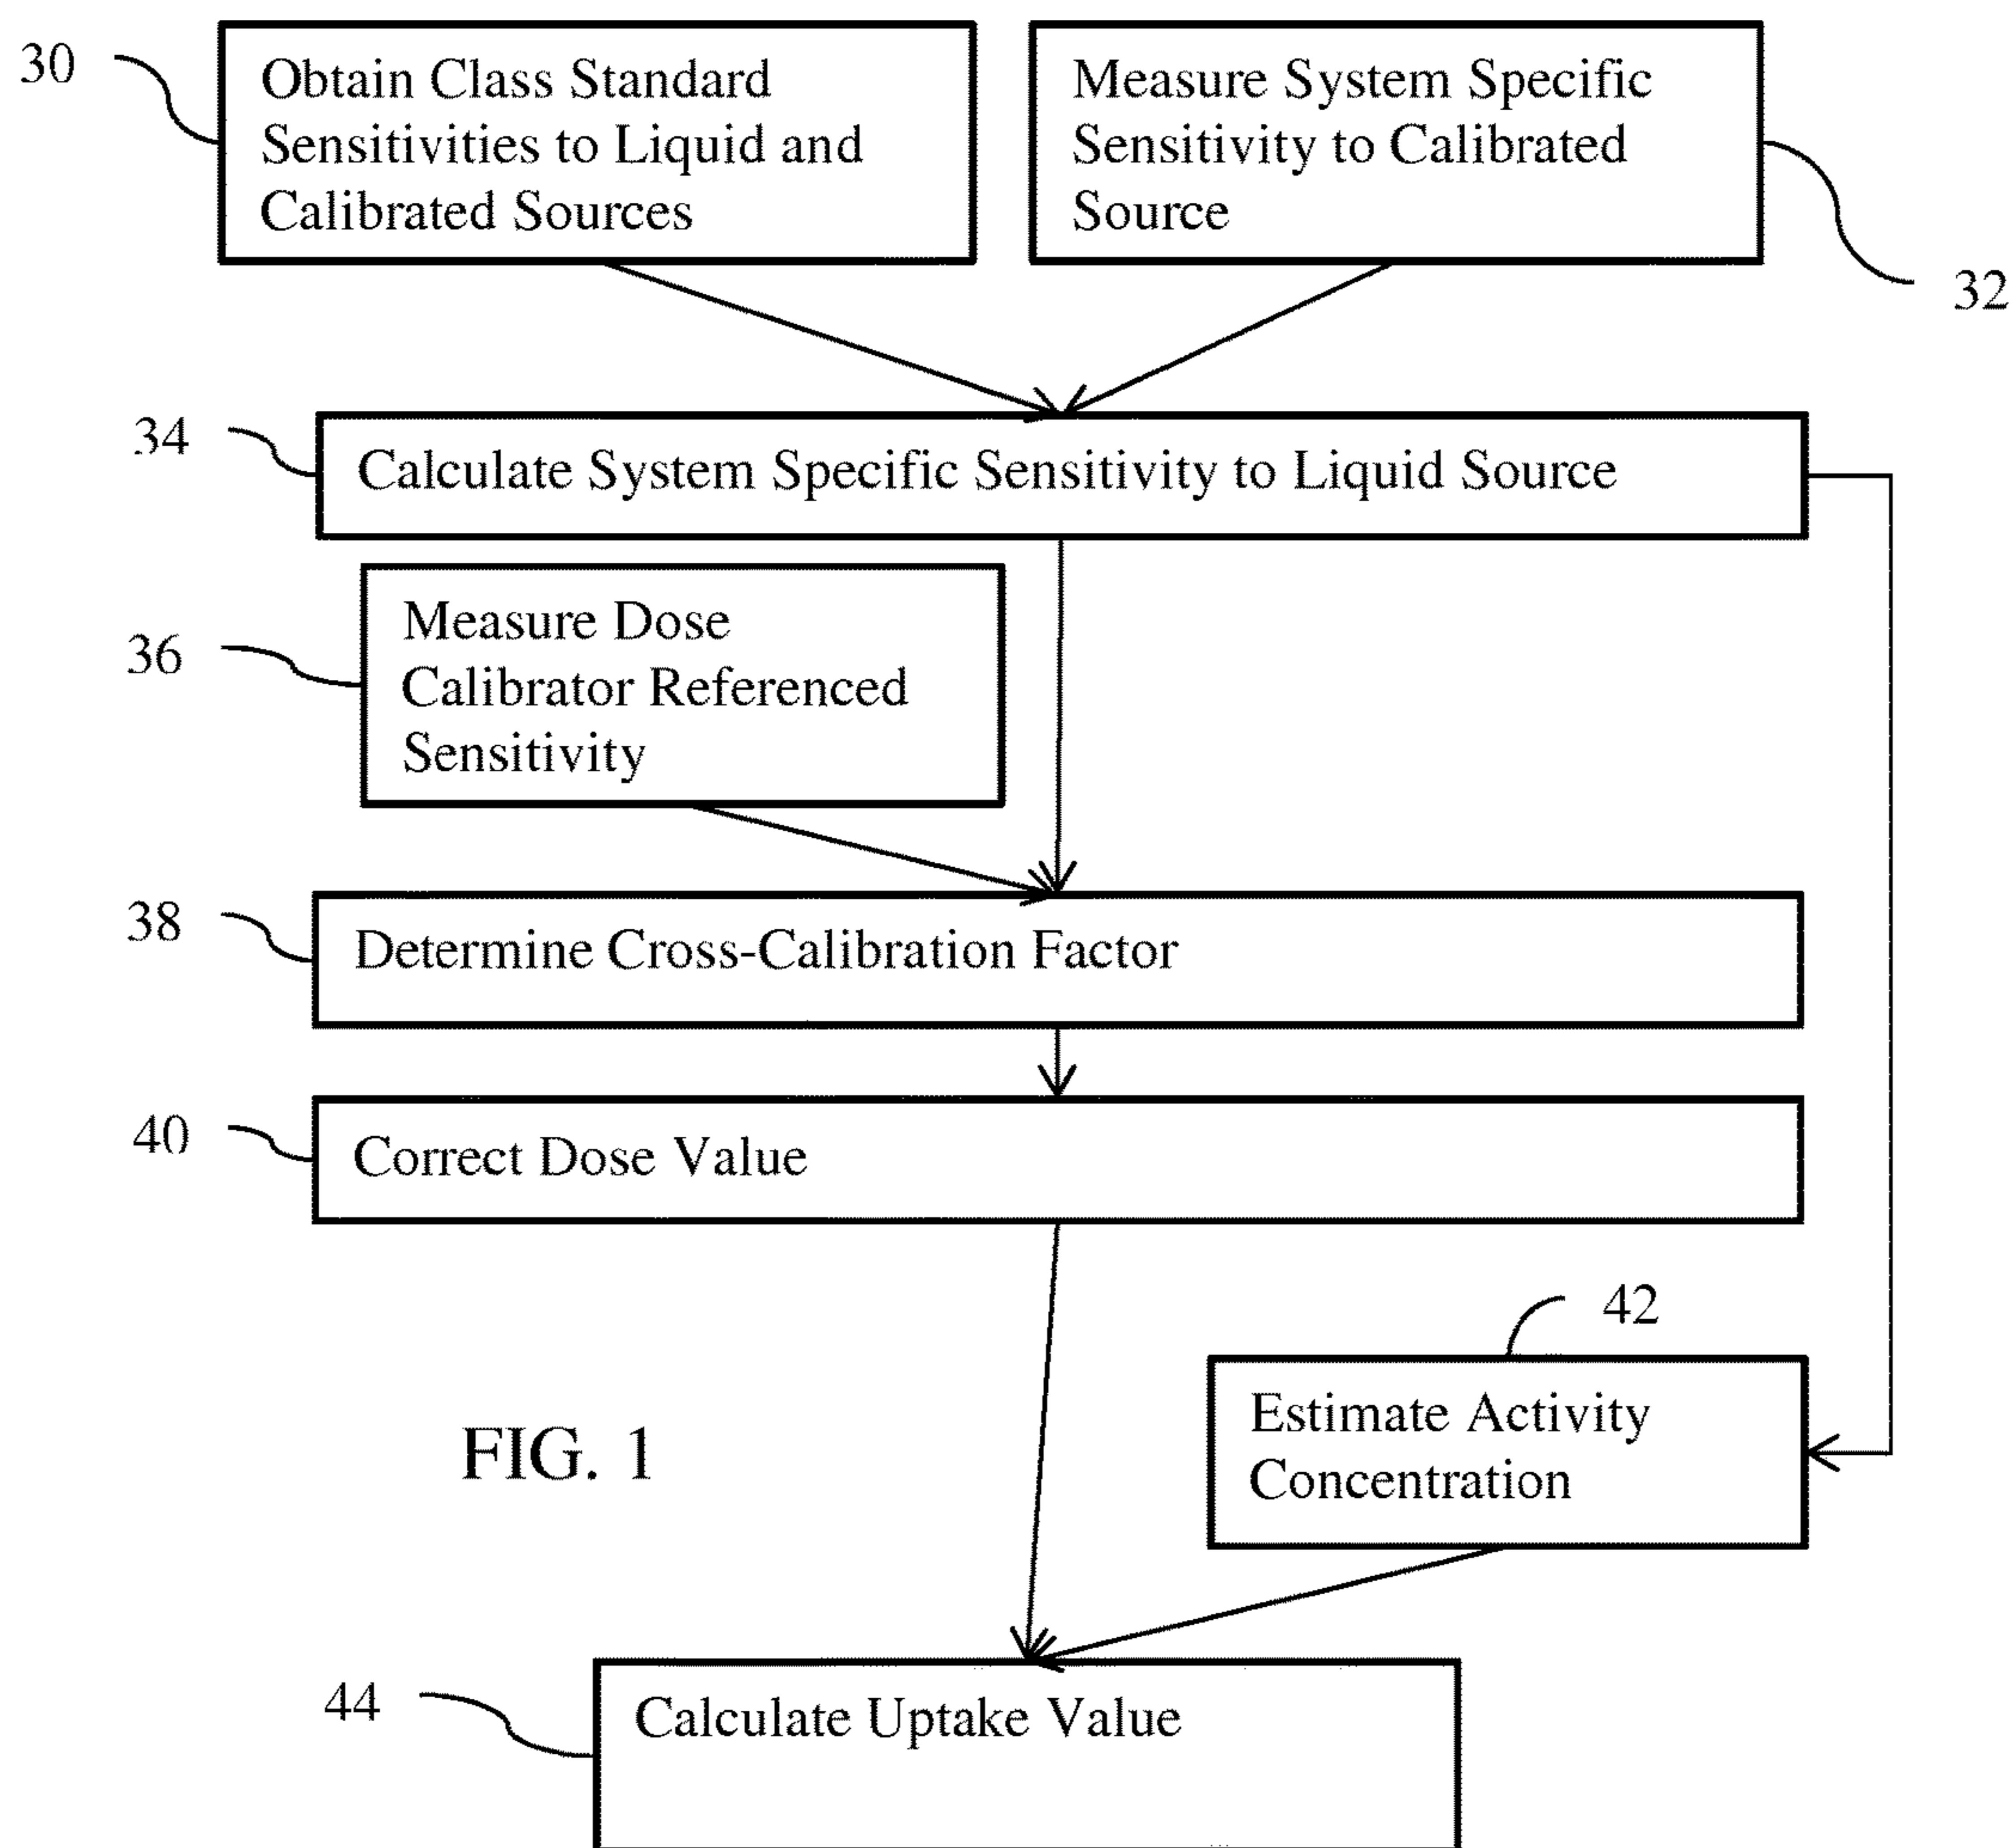 30
Obtain Class Standard
Sensitivities to Liquid and
Calibrated Sources
Measure System Specific
Sensitivity to Calibrated
Source
32
34
Calculate System Specific Sensitivity to Liquid Source
36
Measure Dose
Calibrator Referenced
Sensitivity
38
Determine Cross-Calibration Factor
40
Correct Dose Value
42
Estimate Activity
Concentration
FIG. 1
44
Calculate Uptake Value